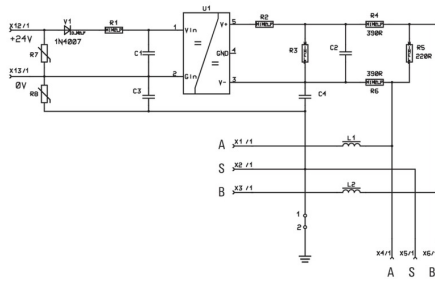 X12/1
+24V
V1
1N4007
R1
U1
1
Vin
V+
5
R2
R4
390R
R7
C1
GND
4
R3
C2
R5
220R
X13/1
0V
2
Gin
V-
3
390R
R6
R8
C3
C4
A
X1/1
L1
S
X2/1
B
X3/1
L2
1
2
X4/1
X5/1
X6/
A
S
B